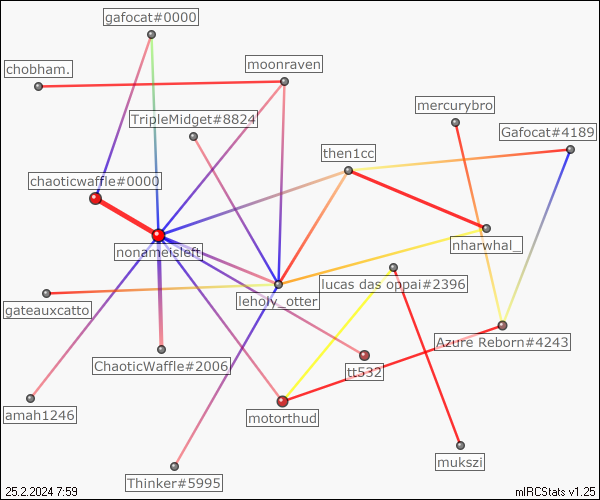 gafocat#0000
moonraven
chobham.
mercurybro
TripleMidget#8824
Gafocat#4189
then1cc
chaoticwaffle#0000
nharwhal_
nonameisleft
lucas das oppai#2396
leholy_otter
gateauxcatto
Azure Reborn#4243
ChaoticWaffle#2006
tt532
amah1246
motorthud
mukszi
Thinker#5995
25.2.2024 7:59
mIRCStats v1.25